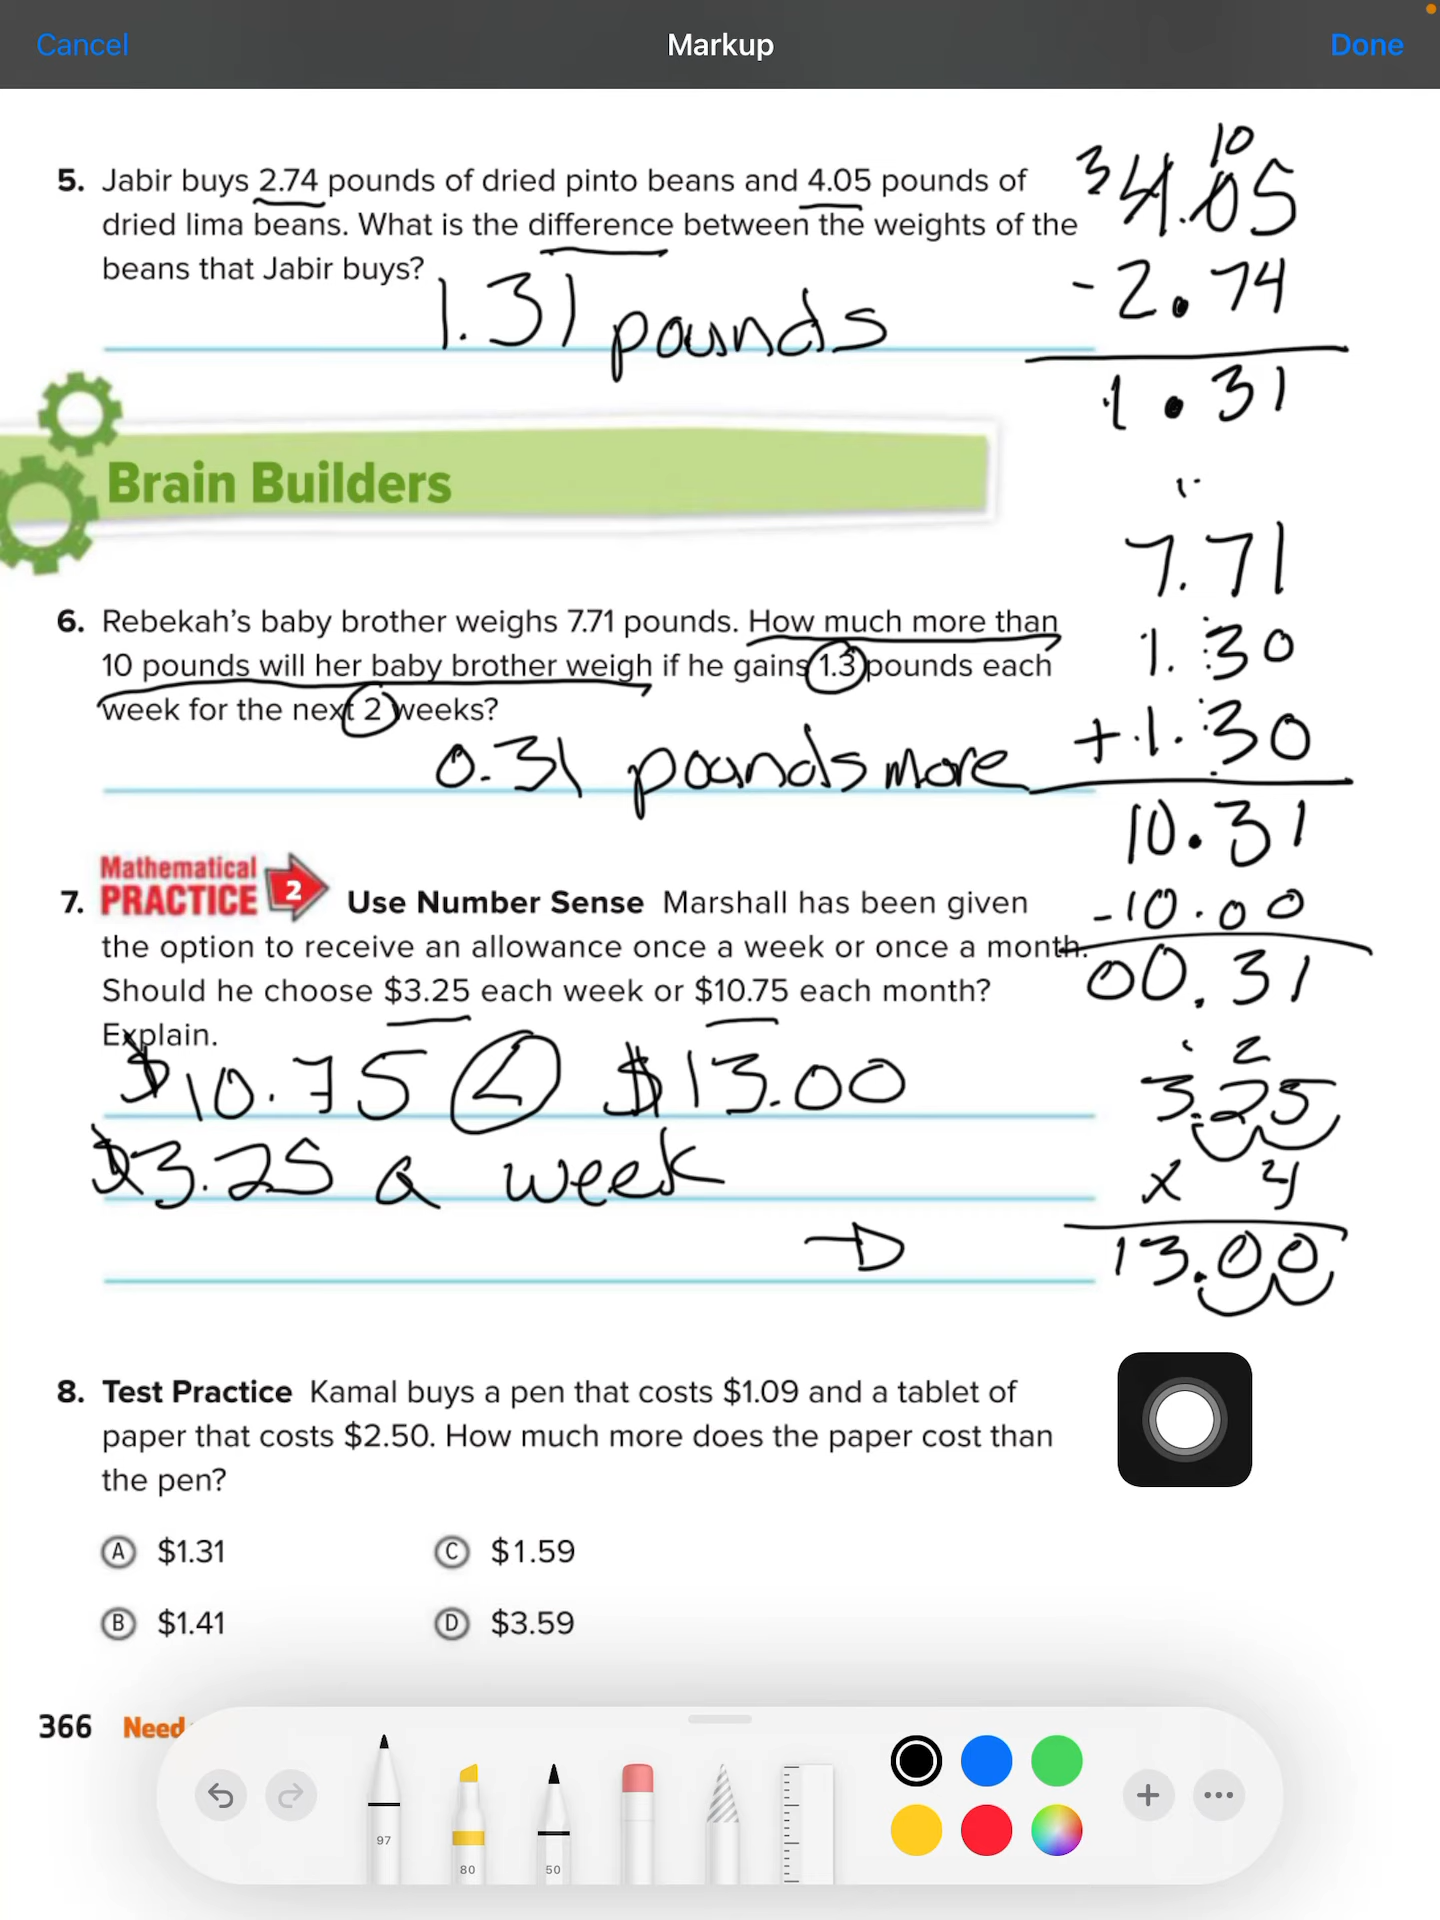 Cancel
Markup
Done
5. Jabir buys 2.74 pounds of dried pinto beans and 4.05 pounds of
dried lima beans. What is the difference between the weights of the
beans that Jabir buys?
1.31 pounds
3 10
4.05
- 2.74
1.31
Brain Builders
6. Rebekah's baby brother weighs 7.71 pounds. How much more than
10 pounds will her baby brother weigh if he gains 1.3 pounds each
week for the next 2 weeks?
0.31 pounds more
1
7.71
1.30
+ 1.30
10.31
- 10.00
00.31
Mathematical
PRACTICE 2
7. Use Number Sense Marshall has been given
the option to receive an allowance once a week or once a month.
Should he choose $3.25 each week or $10.75 each month?
Explain.
$10.75 < $13.00
$3.25 a week
2
3.25
x 4
13.00
8. Test Practice Kamal buys a pen that costs $1.09 and a tablet of
paper that costs $2.50. How much more does the paper cost than
the pen?
A $1.31
C $1.59
B $1.41
D $3.59
366 Need
97
80
50